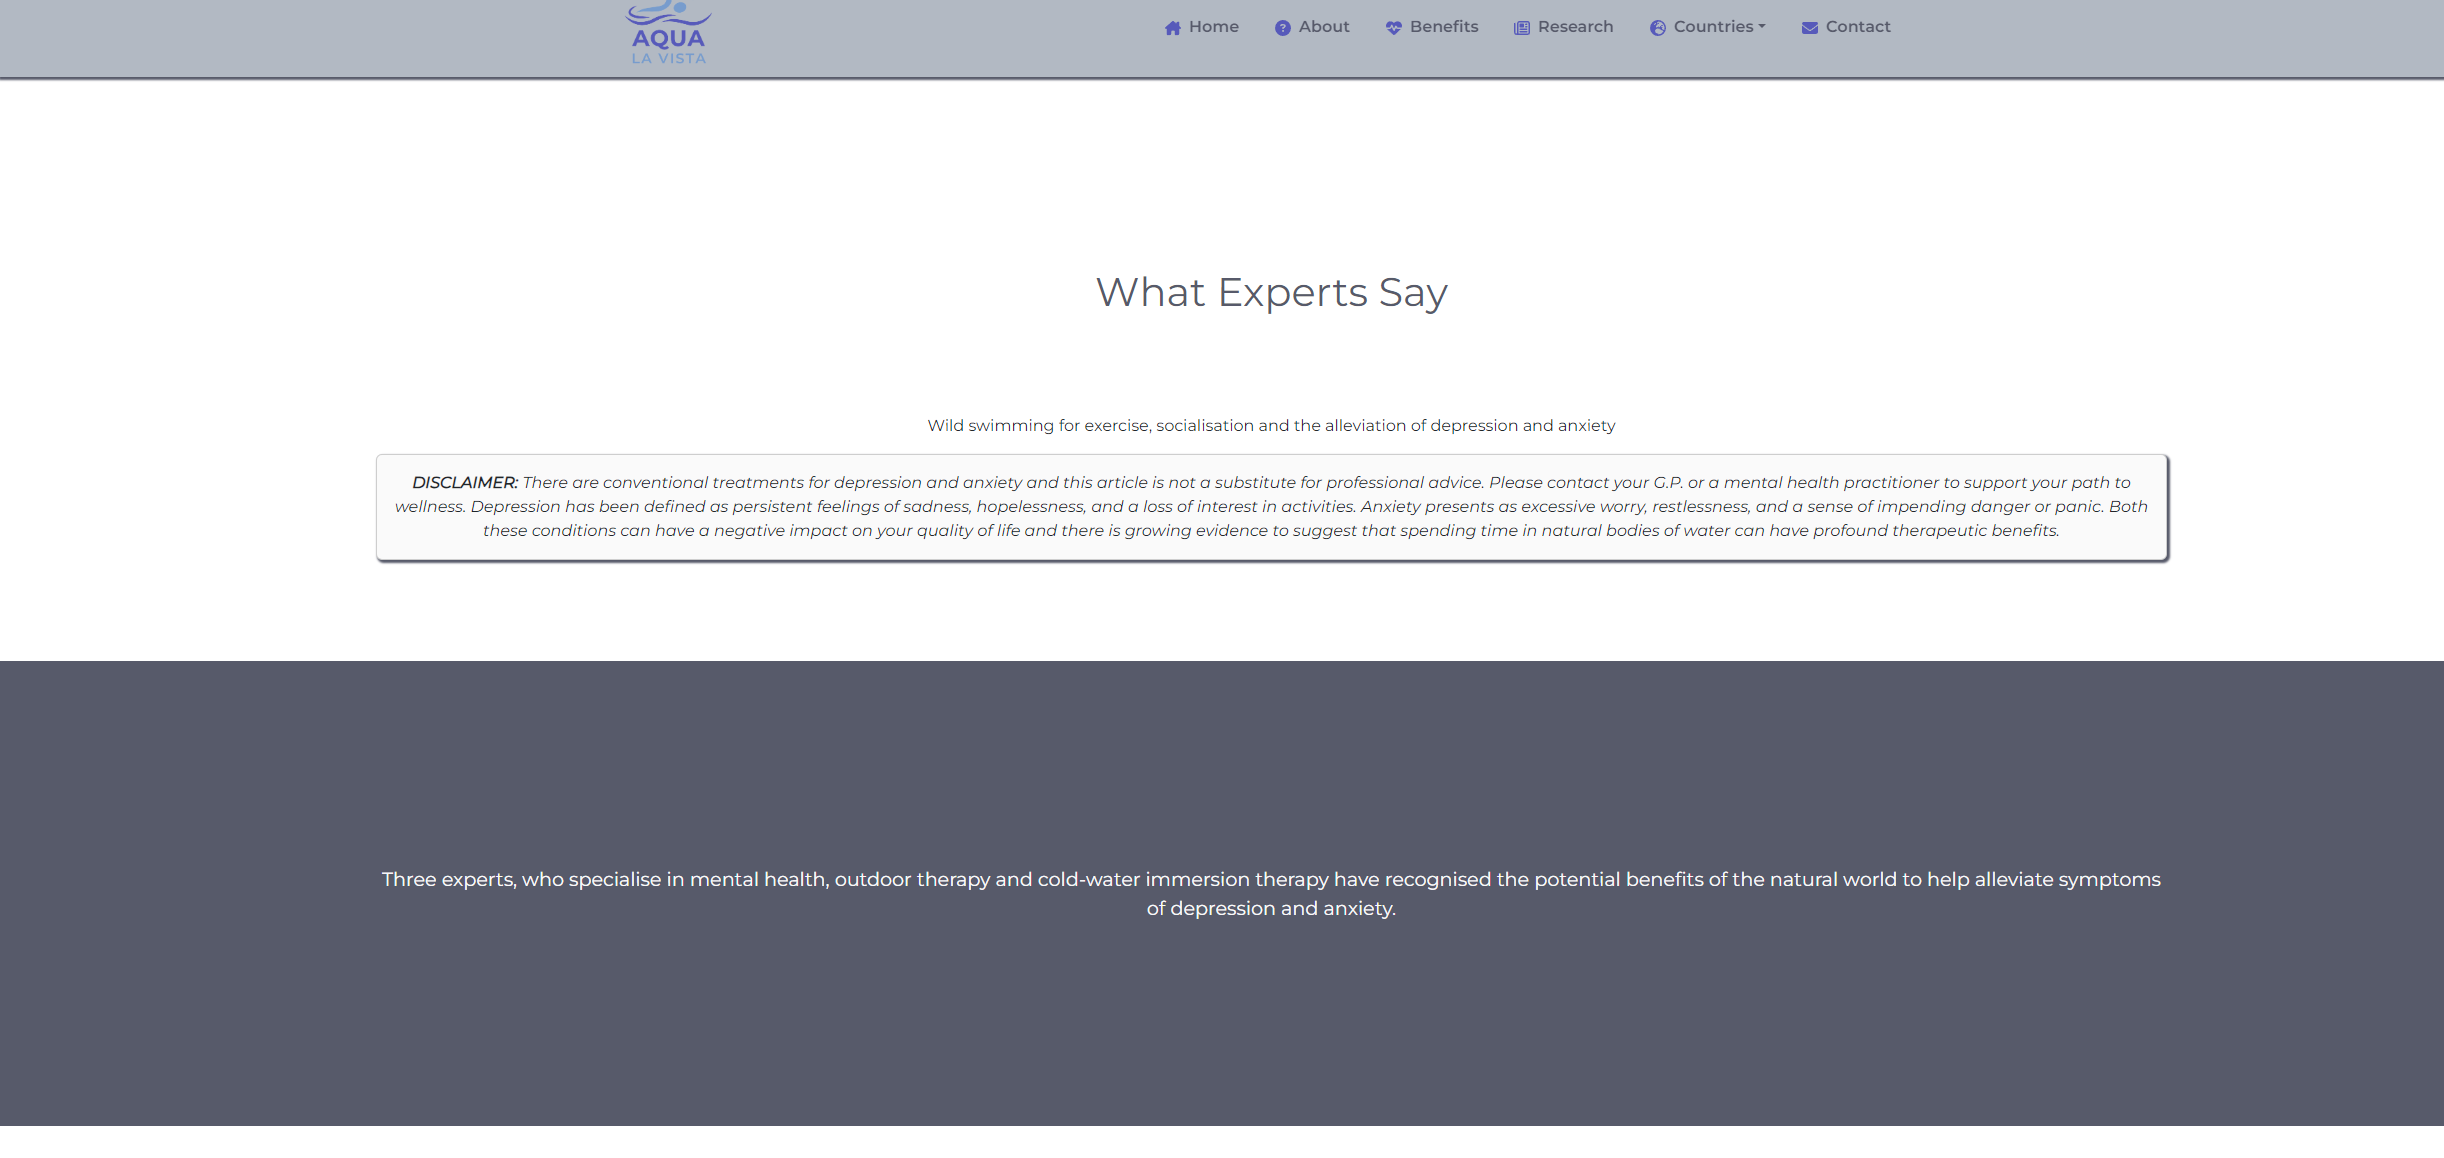 AQUA
LA VISTA
Home About Benefits Research Countries Contact
What Experts Say
Wild swimming for exercise, socialisation and the alleviation of depression and anxiety
DISCLAIMER: There are conventional treatments for depression and anxiety and this article is not a substitute for professional advice. Please contact your G.P. or a mental health practitioner to support your path to
wellness. Depression has been defined as persistent feelings of sadness, hopelessness, and a loss of interest in activities. Anxiety presents as excessive worry, restlessness, and a sense of impending danger or panic. Both
these conditions can have a negative impact on your quality of life and there is growing evidence to suggest that spending time in natural bodies of water can have profound therapeutic benefits.
Three experts, who specialise in mental health, outdoor therapy and cold-water immersion therapy have recognised the potential benefits of the natural world to help alleviate symptoms
of depression and anxiety.